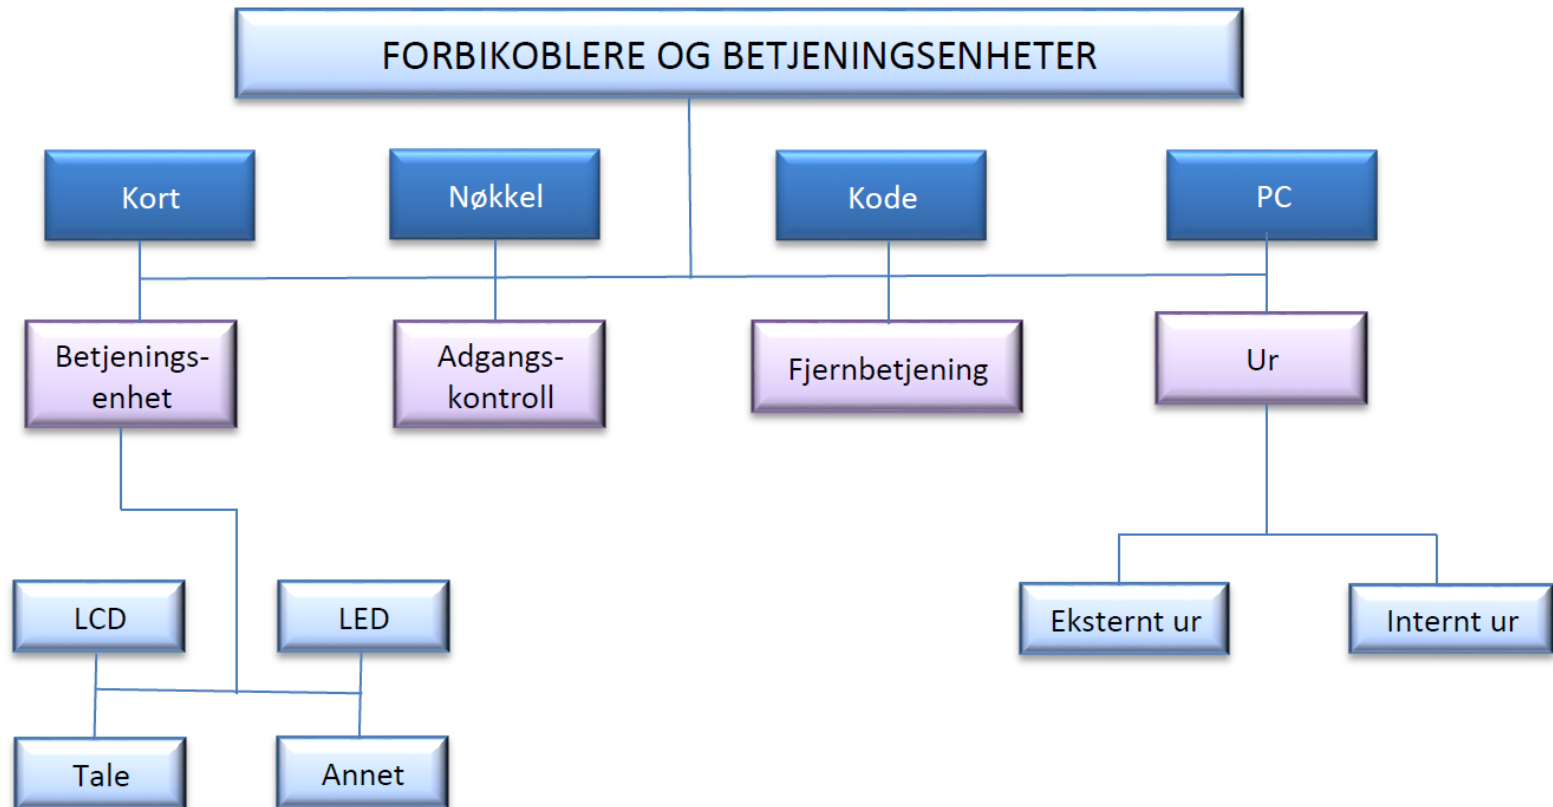 FORBIKOBLERE OG BETJENINGSENHETER
Kort
Nøkkel
Kode
PC
Betjenings-
enhet
Adgangs-
kontroll
Fjernbetjening
Ur
LCD
LED
Eksternt ur
Internt ur
Tale
Annet